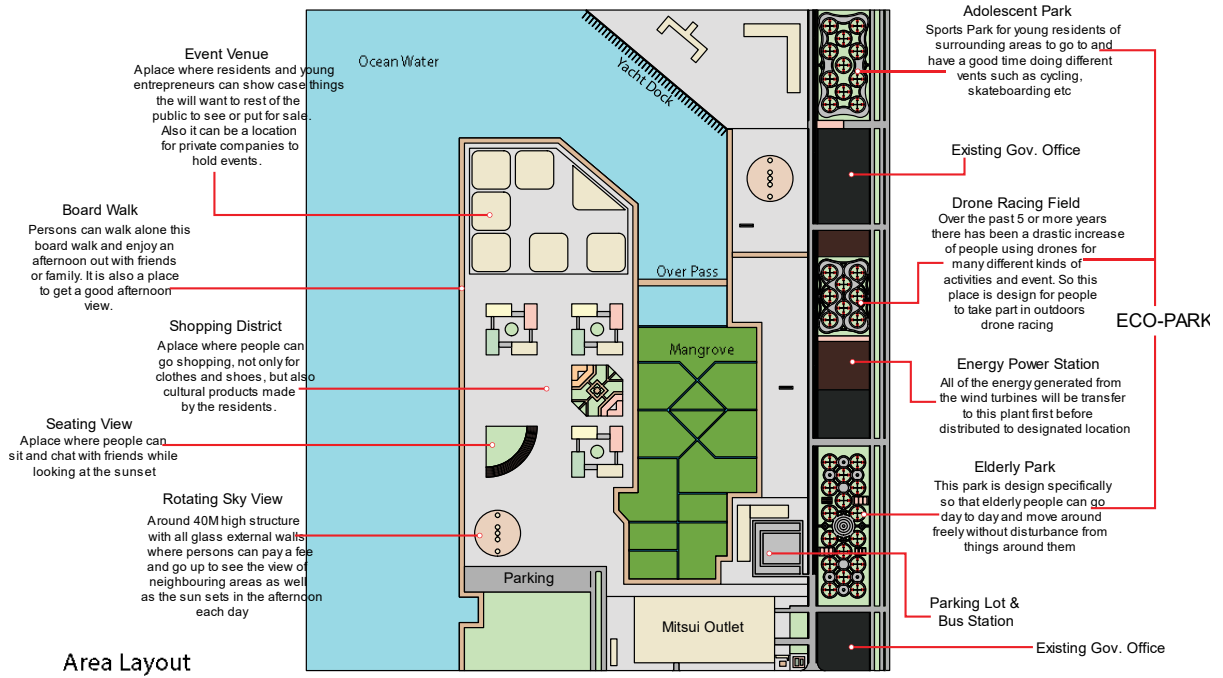 Event Venue
Aplace where residents and young
entrepreneurs can show case things
the will want to rest of the
public to see or put for sale.
Also it can be a location
for private companies to
hold events.
Board Walk
Persons can walk alone this
board walk and enjoy an
afternoon out with friends
or family. It is also a place
to get a good afternoon
view.
Shopping District
Aplace where people can
go shopping, not only for
clothes and shoes, but also
cultural products made
by the residents.
Seating View
Aplace where people can
sit and chat with friends while
looking at the sunset
Rotating Sky View
Around 40M high structure
with all glass external walls
where persons can pay a fee
and go up to see the view of
neighbouring areas as well
as the sun sets in the afternoon
each day
Area Layout
Ocean Water
Yacht Dock
Over Pass
Mangrove
Parking
Mitsui Outlet
Adolescent Park
Sports Park for young residents of
surrounding areas to go to and
have a good time doing different
vents such as cycling,
skateboarding etc
Existing Gov. Office
Drone Racing Field
Over the past 5 or more years
there has been a drastic increase
of people using drones for
many different kinds of
activities and event. So this
place is design for people
to take part in outdoors
drone racing
ECO-PARK
Energy Power Station
All of the energy generated from
the wind turbines will be transfer
to this plant first before
distributed to designated location
Elderly Park
This park is design specifically
so that elderly people can go
day to day and move around
freely without disturbance from
things around them
Parking Lot &
Bus Station
Existing Gov. Office